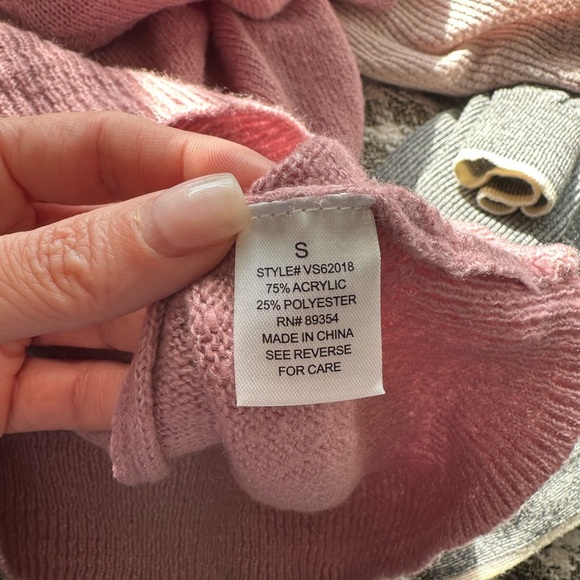 S
STYLE# VS62018
75% ACRYLIC
25% POLYESTER
RN# 89354
MADE IN CHINA
SEE REVERSE
FOR CARE